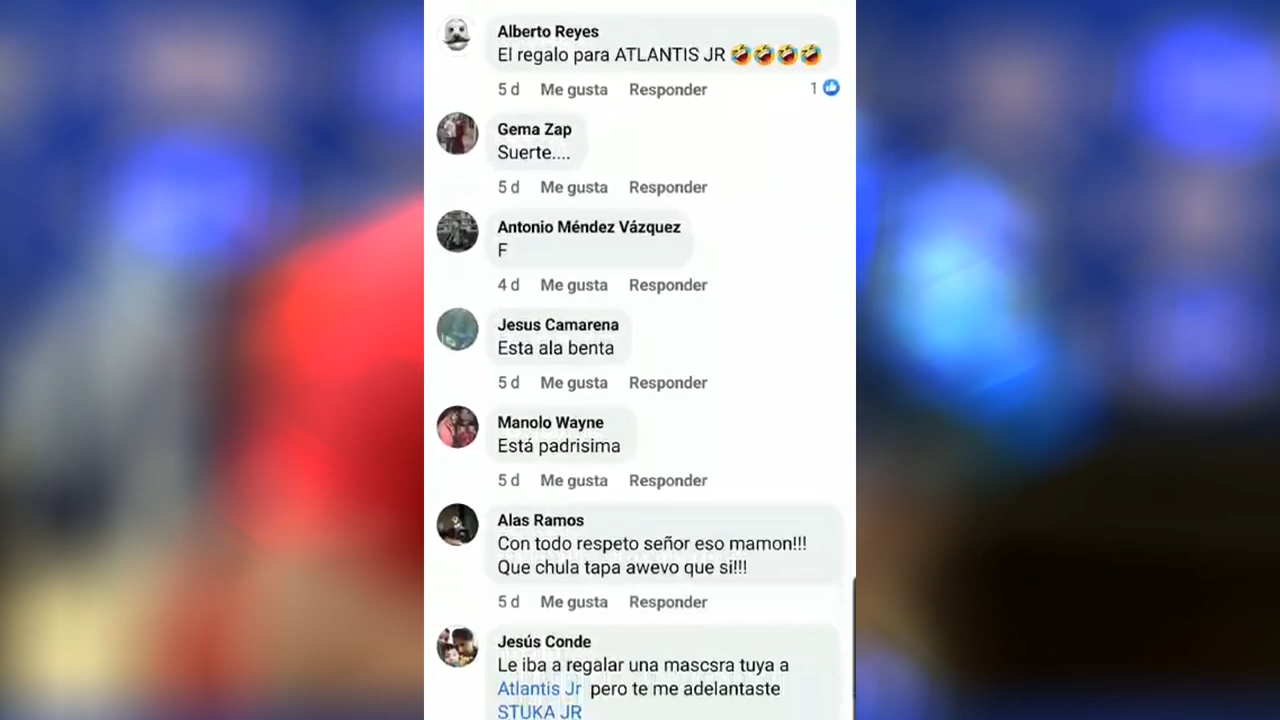 Alberto Reyes
El regalo para ATLANTIS JR 🤣🤣🤣🤣
5 d Me gusta Responder 1
Gema Zap
Suerte....
5 d Me gusta Responder
Antonio Méndez Vázquez
F
4 d Me gusta Responder
Jesus Camarena
Esta ala benta
5 d Me gusta Responder
Manolo Wayne
Está padrisima
5 d Me gusta Responder
Alas Ramos
Con todo respeto señor eso mamon!!!
Que chula tapa awevo que si!!!
5 d Me gusta Responder
Jesús Conde
Le iba a regalar una mascsra tuya a
Atlantis Jr pero te me adelantaste
STUKA JR